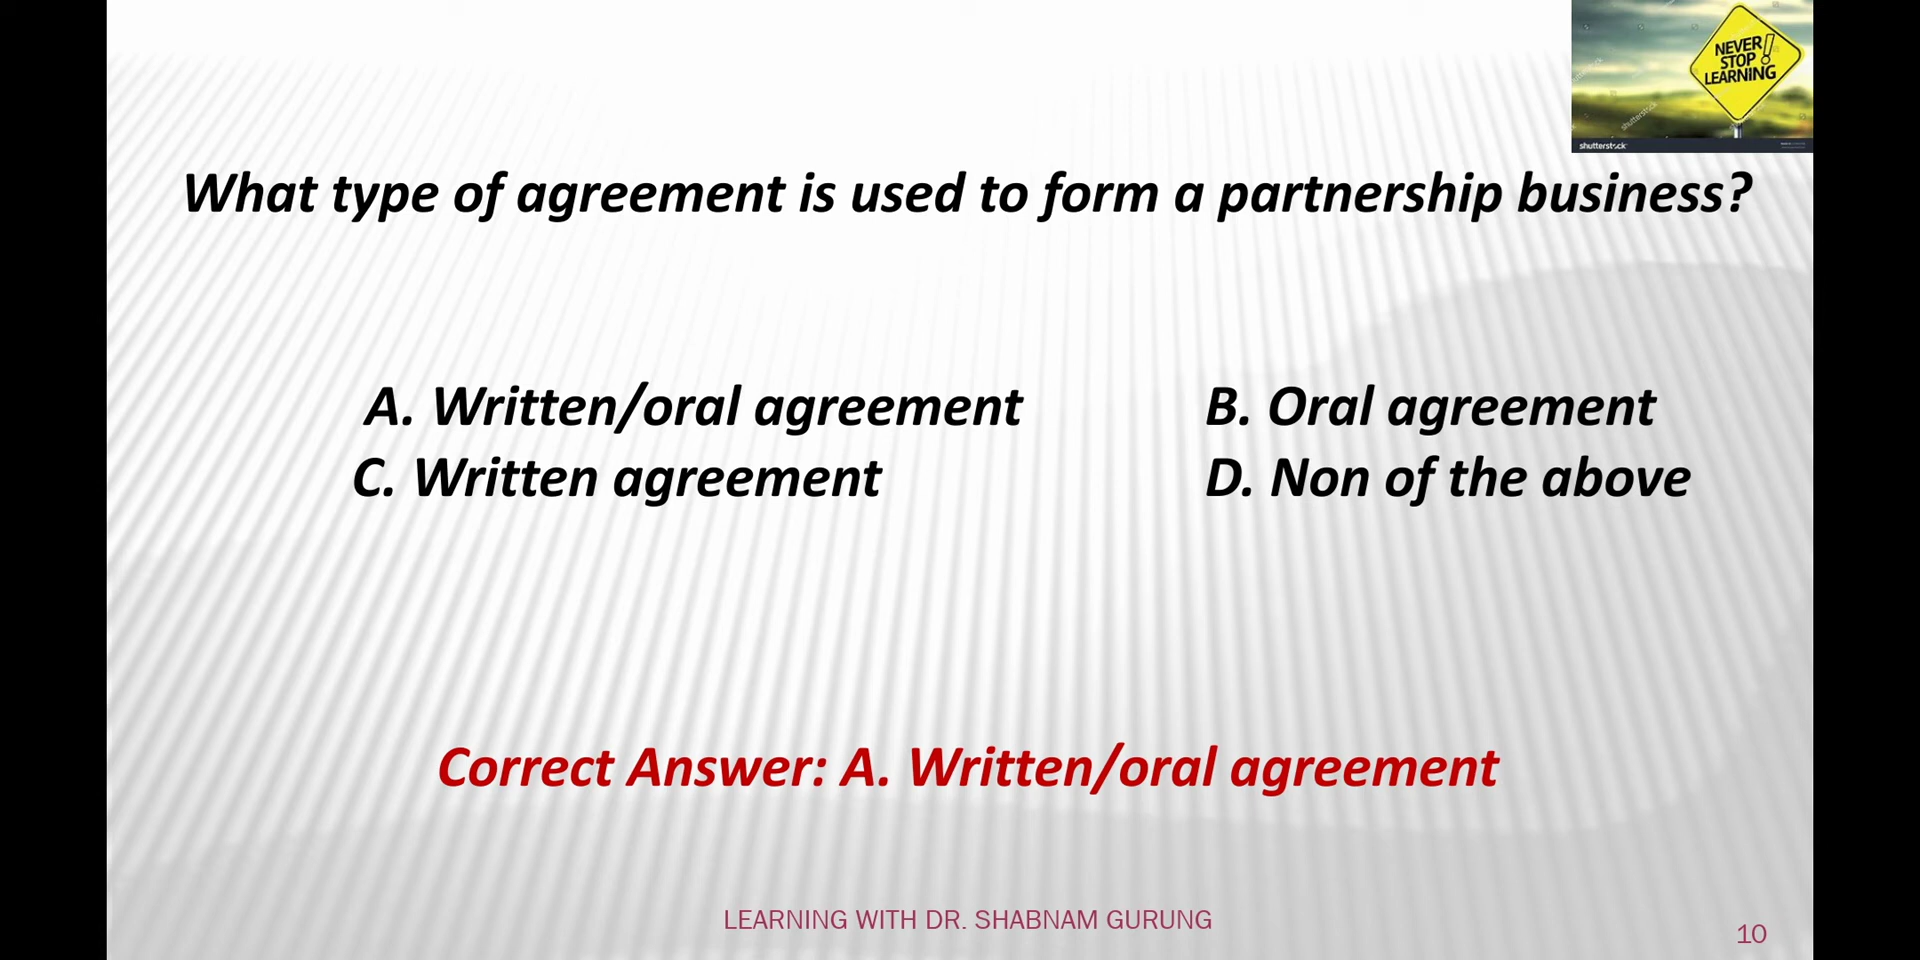 NEVER
STOP!
LEARNING
shutterstock
What type of agreement is used to form a partnership business?
A. Written/oral agreement B. Oral agreement
C. Written agreement D. Non of the above
Correct Answer: A. Written/oral agreement
LEARNING WITH DR. SHABNAM GURUNG
10